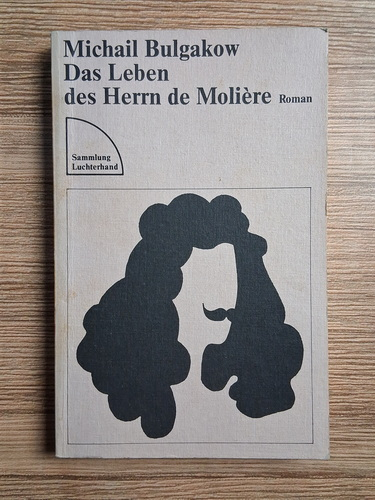 Michail Bulgakow
Das Leben
des Herrn de Molière Roman
Sammlung
Luchterhand